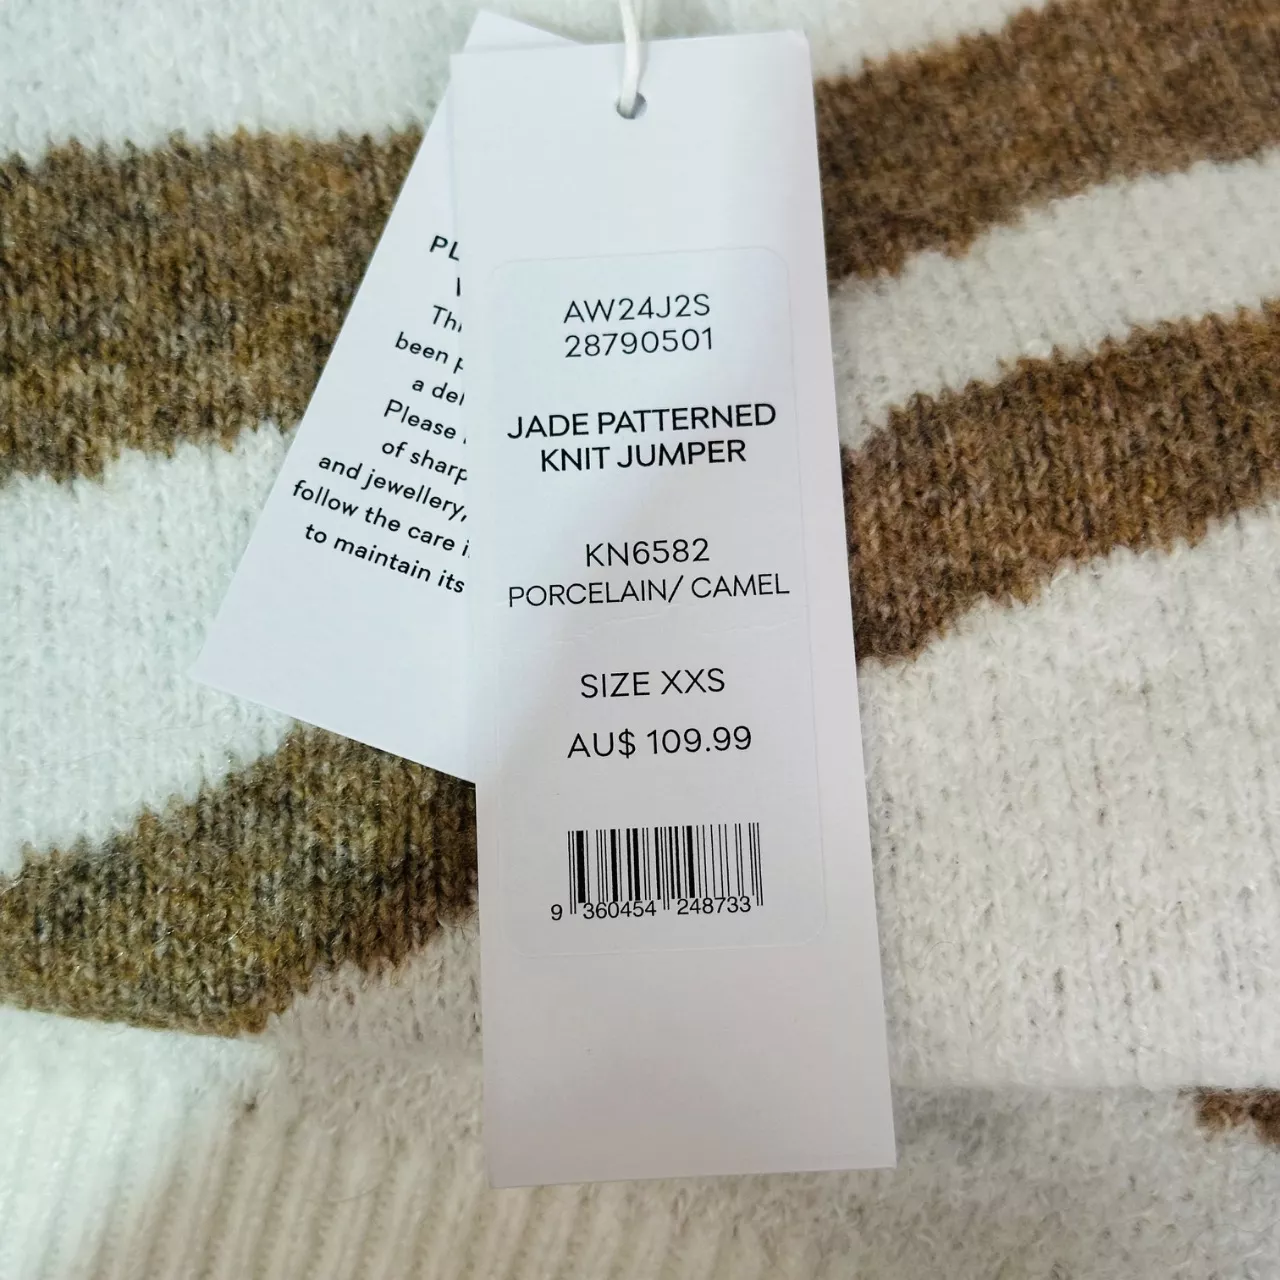 AW24J2S
28790501
JADE PATTERNED
KNIT JUMPER
KN6582
PORCELAIN/ CAMEL
SIZE XXS
AU$ 109.99
9 360454 248733
been
a
Please
of
and jewellery,
follow the care
to maintain its